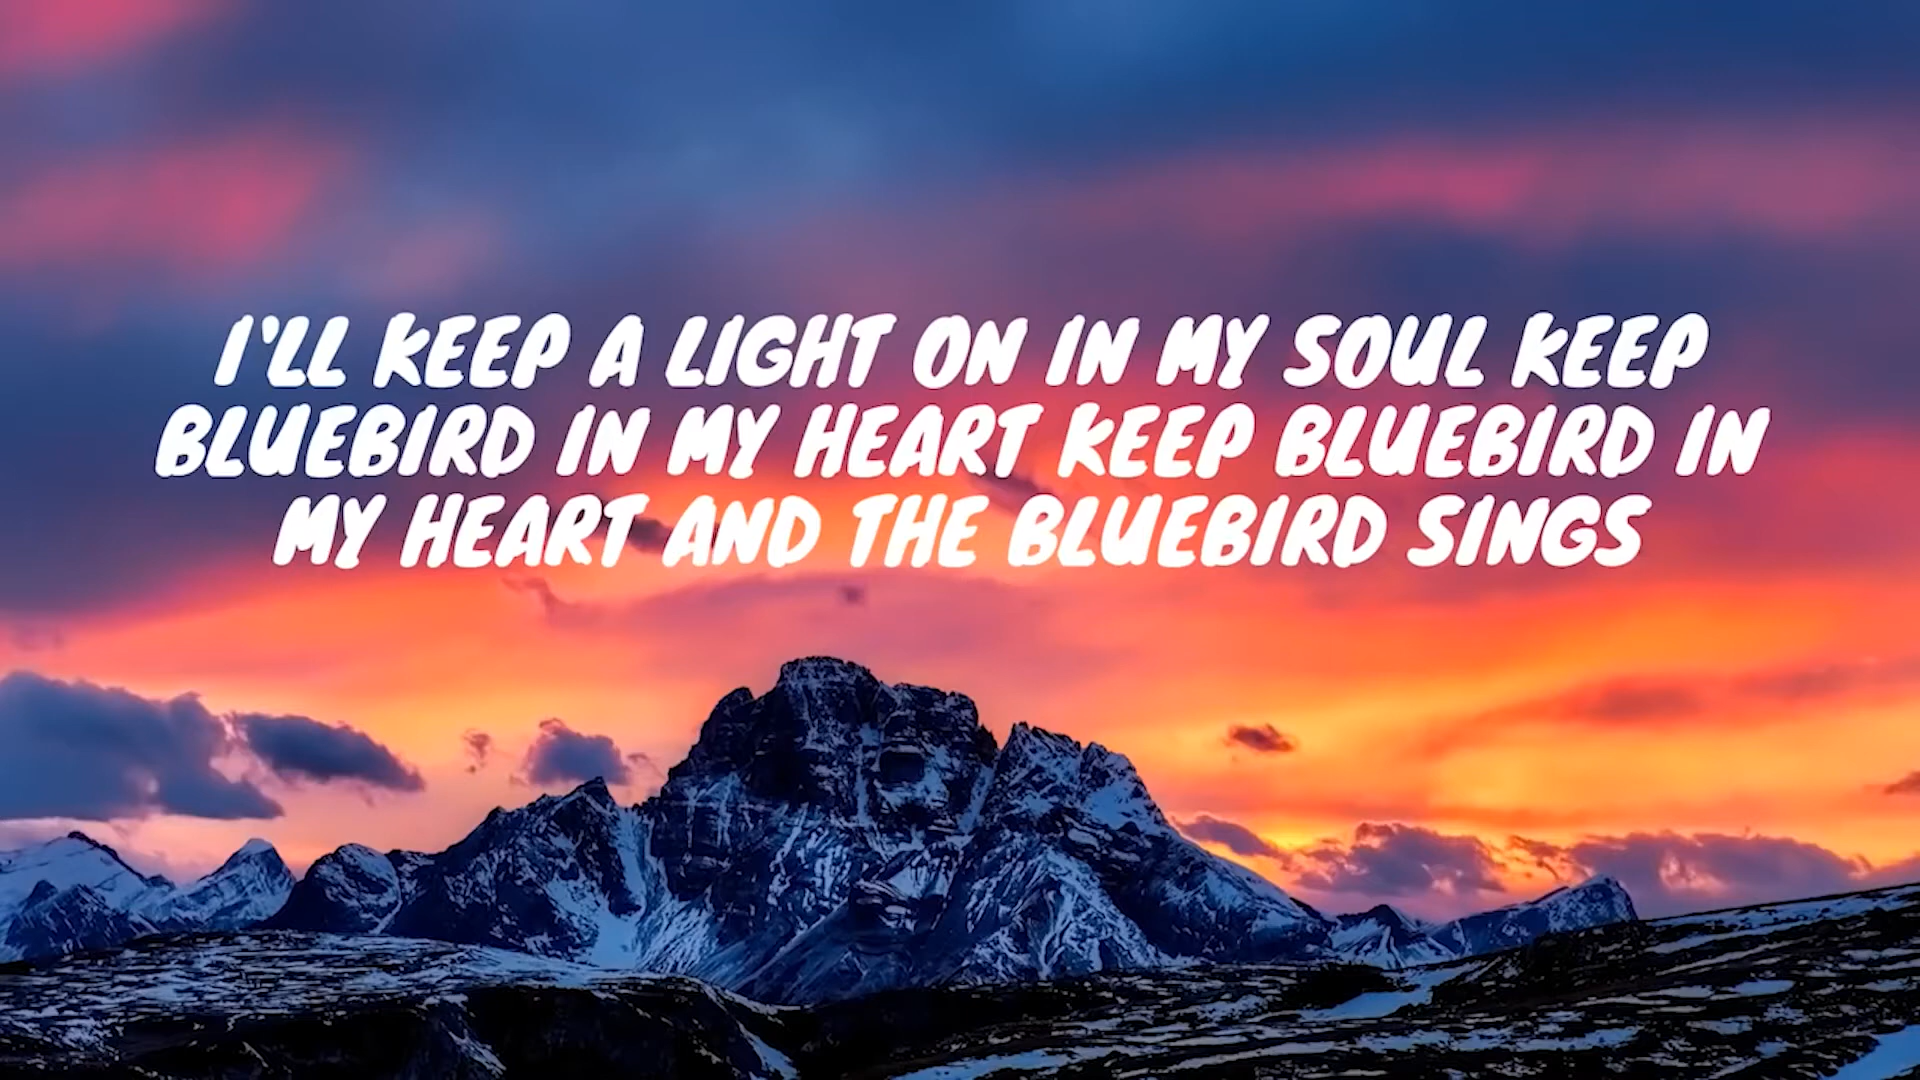 I'LL KEEP A LIGHT ON IN MY SOUL KEEP
BLUEBIRD IN MY HEART KEEP BLUEBIRD IN
MY HEART AND THE BLUEBIRD SINGS